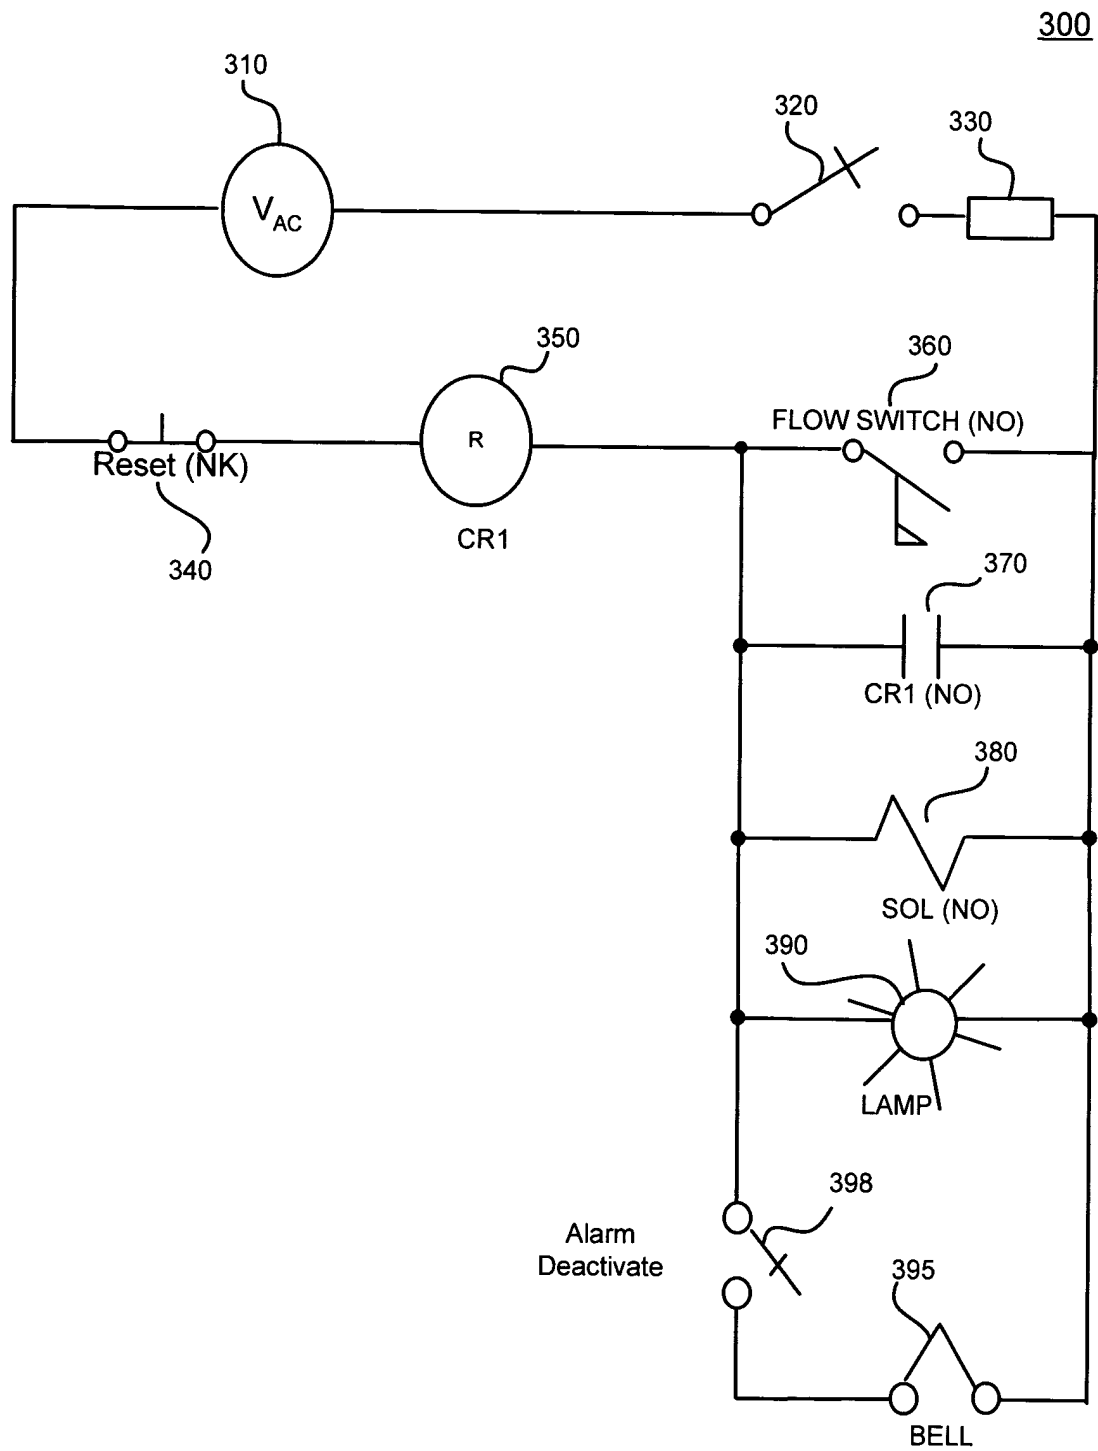 300
310
320
330
V_AC
350
360
FLOW SWITCH (NO)
R
Reset (NK)
CR1
340
370
CR1 (NO)
380
SOL (NO)
390
LAMP
398
Alarm
Deactivate
395
BELL